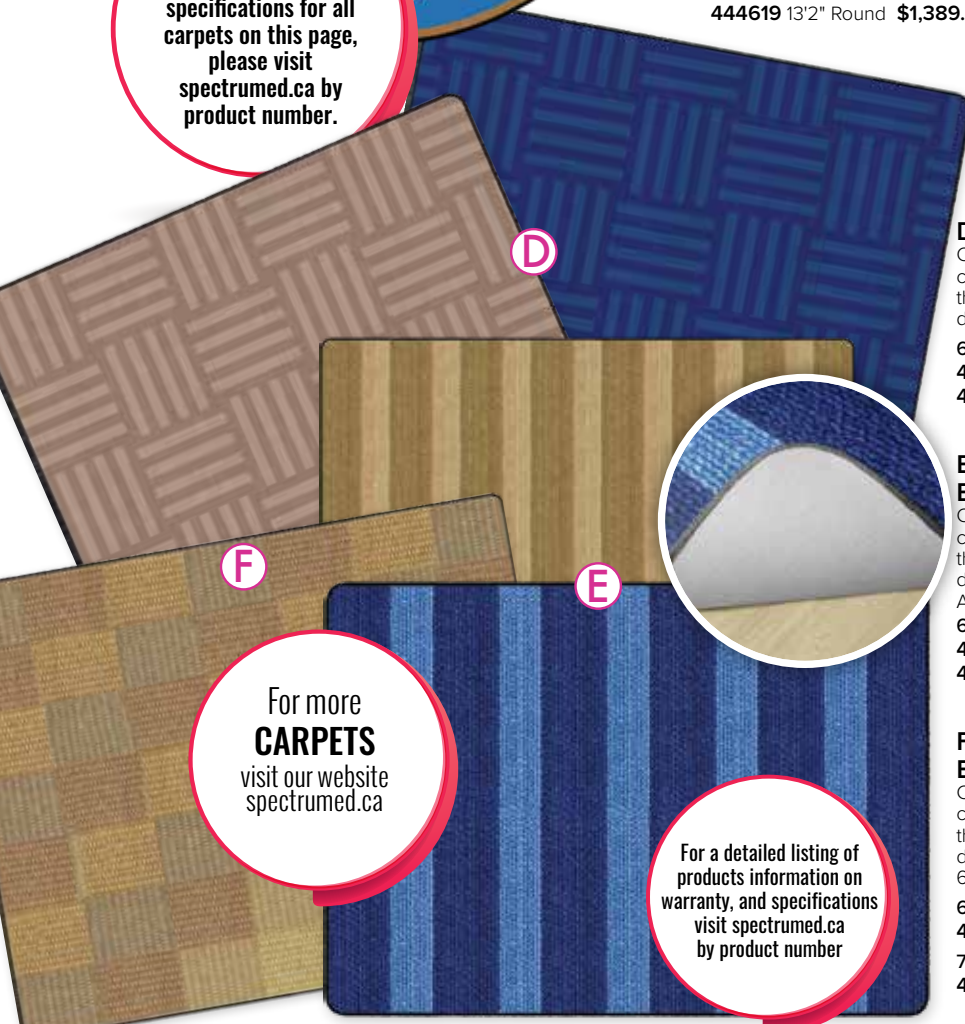 specifications for all
carpets on this page,
please visit
spectrumed.ca by
product number.
444619 13'2" Round $1,389.
D
F
E
For more
CARPETS
visit our website
spectrumed.ca
For a detailed listing of
products information on
warranty, and specifications
visit spectrumed.ca
by product number